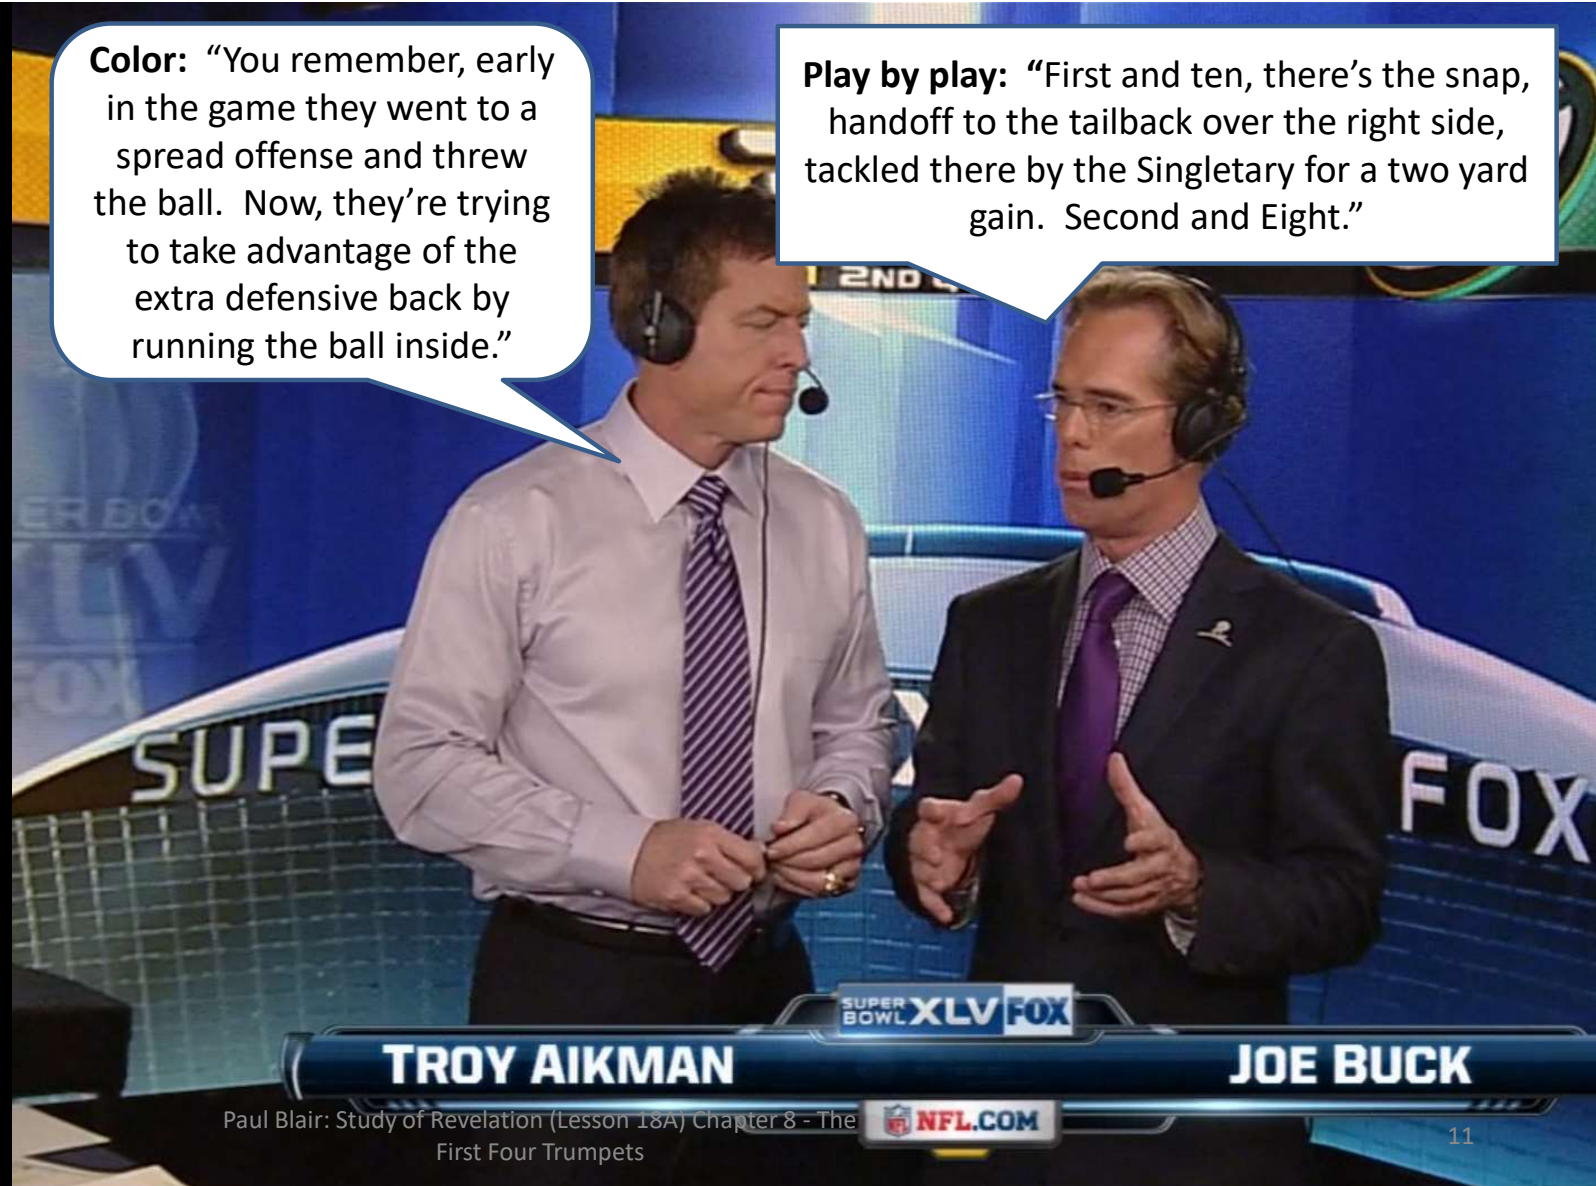 Color: “You remember, early
in the game they went to a
spread offense and threw
the ball. Now, they’re trying
to take advantage of the
extra defensive back by
running the ball inside.”
Play by play: “First and ten, there’s the snap,
handoff to the tailback over the right side,
tackled there by the Singletary for a two yard
gain. Second and Eight.”
2ND
XLV
FOX
SUPE
FOX
SUPER
BOWL XLV FOX
TROY AIKMAN
JOE BUCK
NFL.COM
Paul Blair: Study of Revelation (Lesson 18A) Chapter 8 - The
First Four Trumpets
11